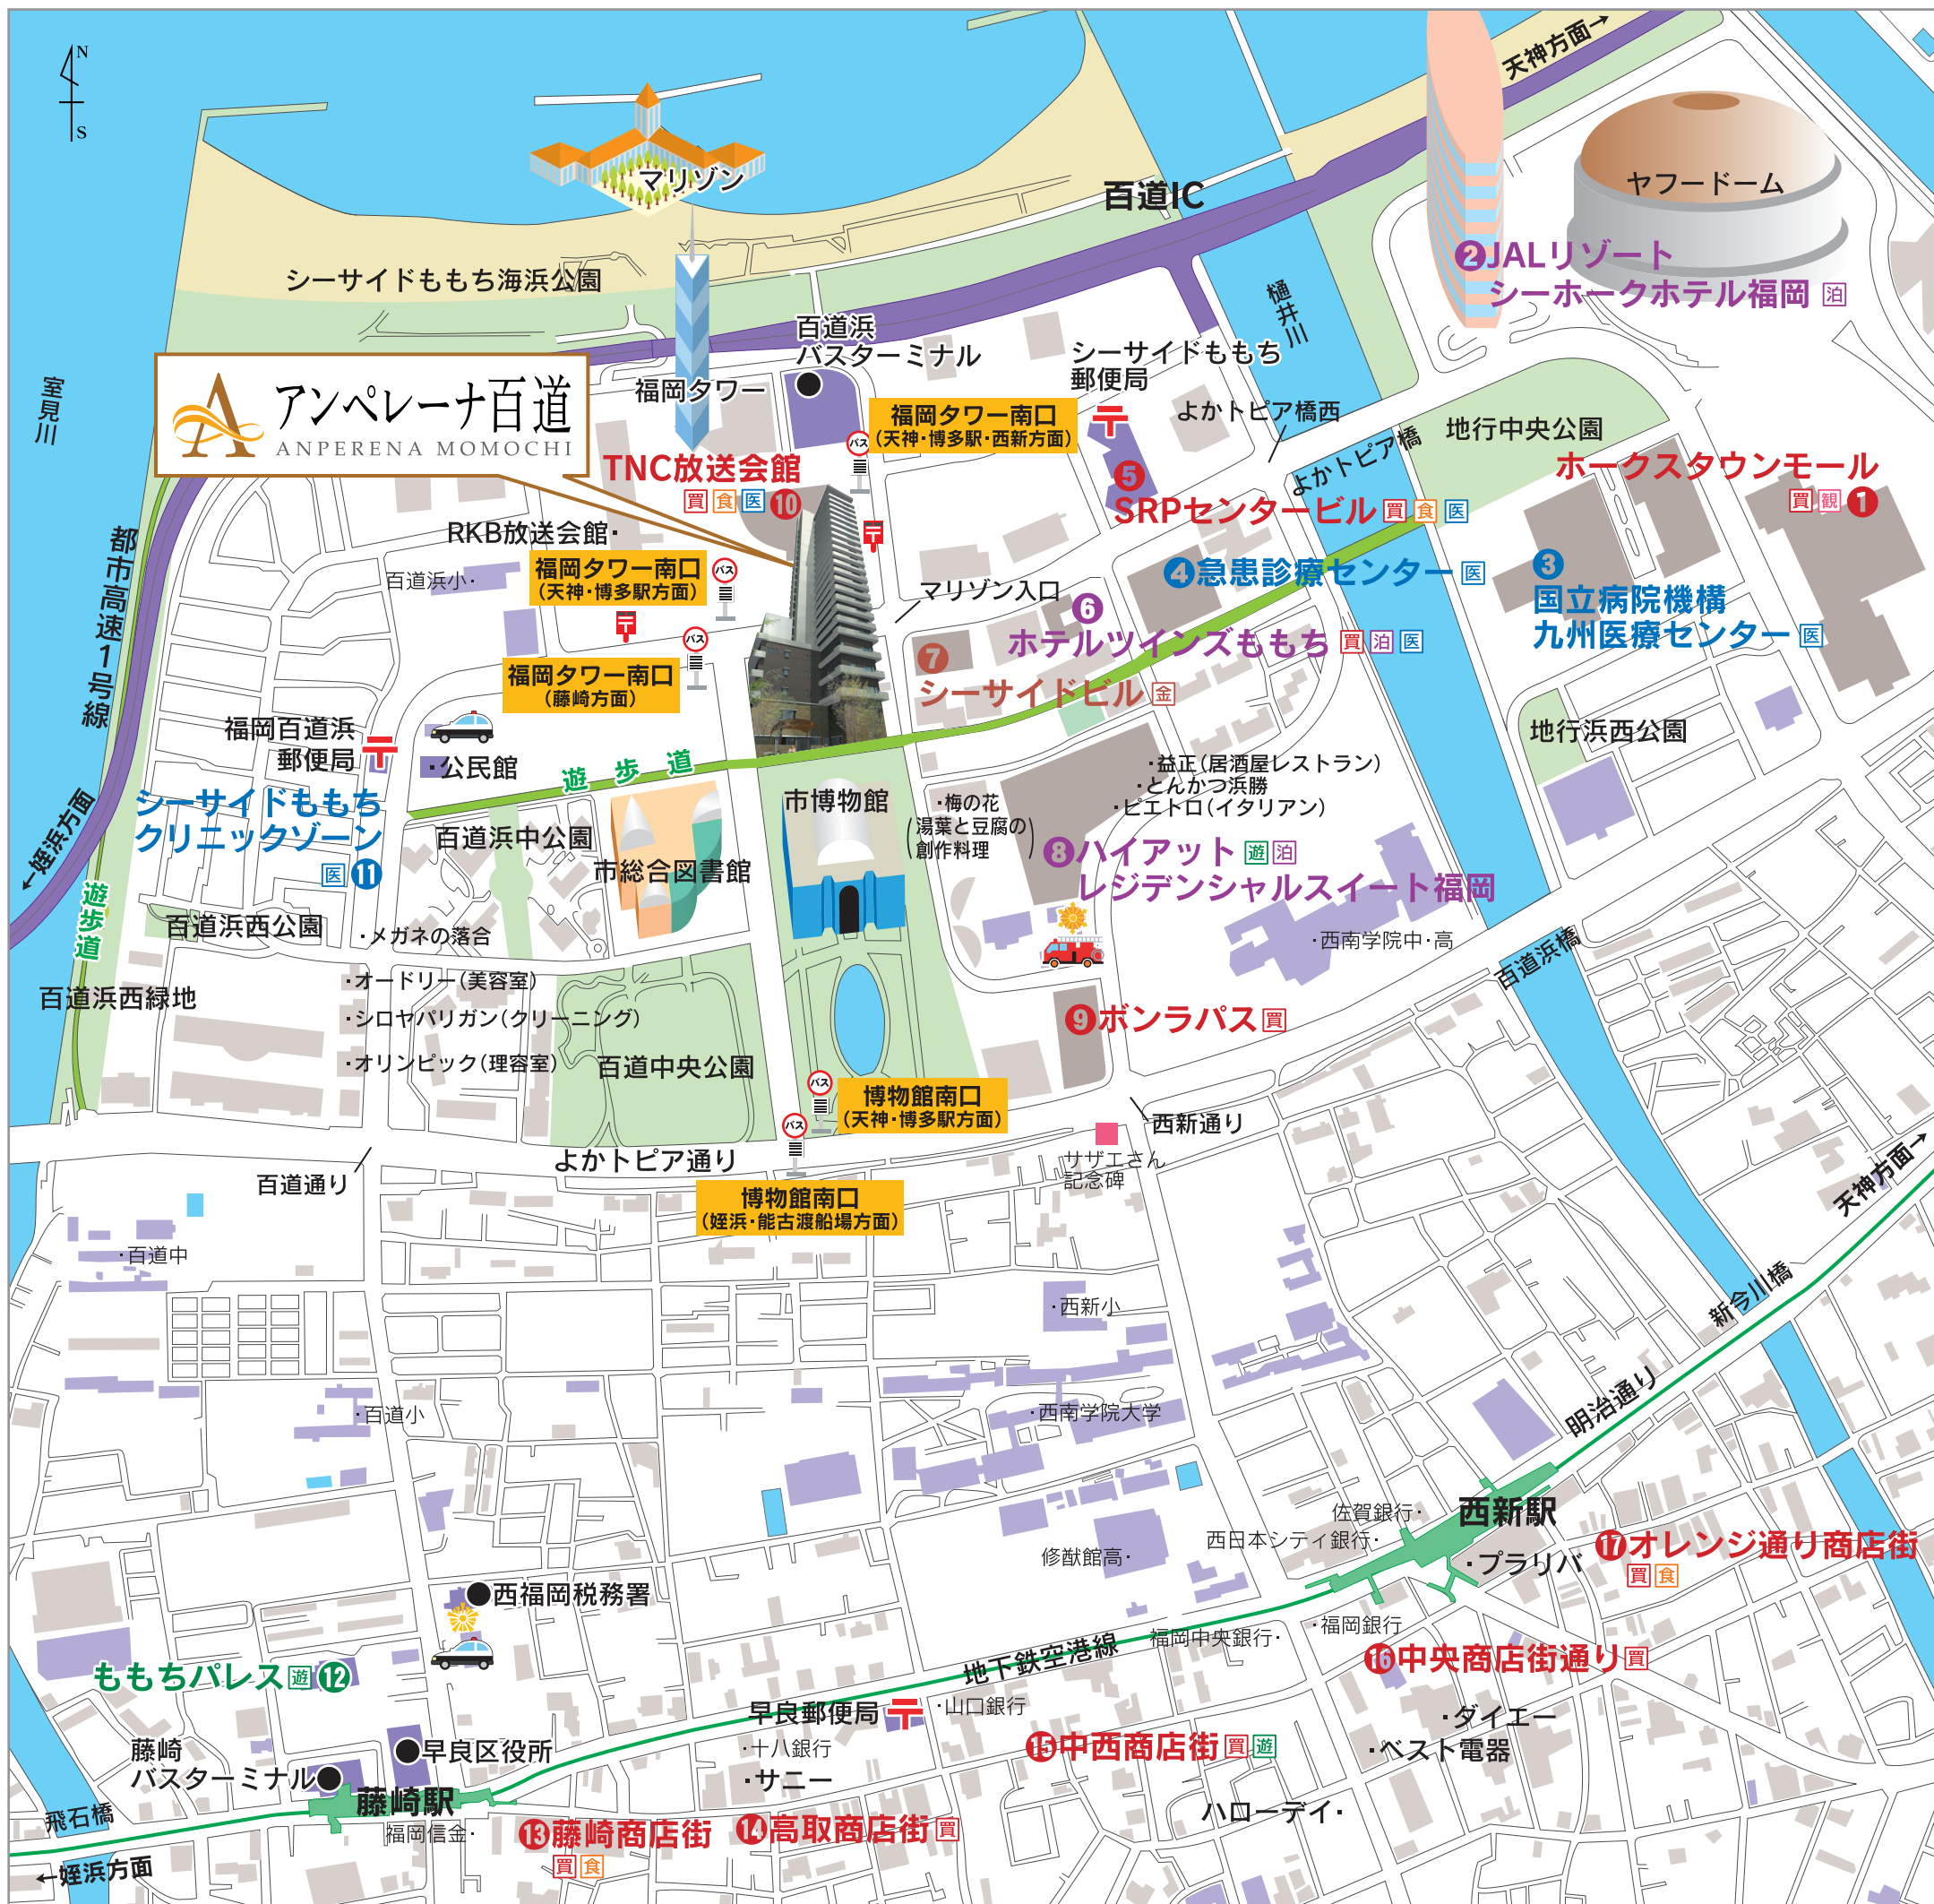 N
S
天神方面→
マリゾン
百道IC
ヤフードーム
❷JALリゾート
シーホークホテル福岡 泊
シーサイドももち海浜公園
樋井川
百道浜
バスターミナル
シーサイドももち
郵便局
室見川
アンペレーナ百道
ANPERENA MOMOCHI
福岡タワー
バス
福岡タワー南口
(天神・博多駅・西新方面)
よかトピア橋西
よかトピア橋
地行中央公園
TNC放送会館
買 食 医 ❿
❺
SRPセンタービル 買 食 医
ホークスタウンモール
買 観 ❶
都市高速1号線
RKB放送会館・
百道浜小・
福岡タワー南口
(天神・博多駅方面)
バス
マリゾン入口
❹急患診療センター 医
❸
国立病院機構
九州医療センター 医
❻
ホテルツインズももち 買 泊 医
バス
福岡タワー南口
(藤崎方面)
❼
シーサイドビル 金
福岡百道浜
郵便局
・公民館
遊歩道
地行浜西公園
・益正(居酒屋レストラン)
・とんかつ浜勝
・ピエトロ(イタリアン)
←姪浜方面
シーサイドももち
クリニックゾーン
医 ⓫
百道浜中公園
市総合図書館
市博物館
・梅の花
(湯葉と豆腐の
創作料理)
❽ハイアット 遊 泊
レジデンシャルスイート福岡
遊歩道
百道浜西公園
・メガネの落合
・西南学院中・高
百道浜橋
百道浜西緑地
・オードリー(美容室)
・シロヤパリガン(クリーニング)
・オリンピック(理容室)
百道中央公園
❾ボンラパス 買
バス
博物館南口
(天神・博多駅方面)
バス
西新通り
よかトピア通り
百道通り
サザエさん
記念碑
博物館南口
(姪浜・能古渡船場方面)
天神方面→
・百道中
・西新小
新今川橋
・百道小
・西南学院大学
明治通り
佐賀銀行・
西新駅
西日本シティ銀行・
・プラリバ
⓱オレンジ通り商店街
買 食
修猷館高・
西福岡税務署
・福岡銀行
福岡中央銀行・
⓰中央商店街通り 買
地下鉄空港線
ももちパレス 遊 ⓬
早良郵便局
・山口銀行
・ダイエー
・ベスト電器
⓯中西商店街 買 遊
早良区役所
・十八銀行
・サニー
藤崎
バスターミナル
藤崎駅
ハローデイ・
飛石橋
福岡信金・
⓭藤崎商店街
買 食
⓮高取商店街 買
←姪浜方面